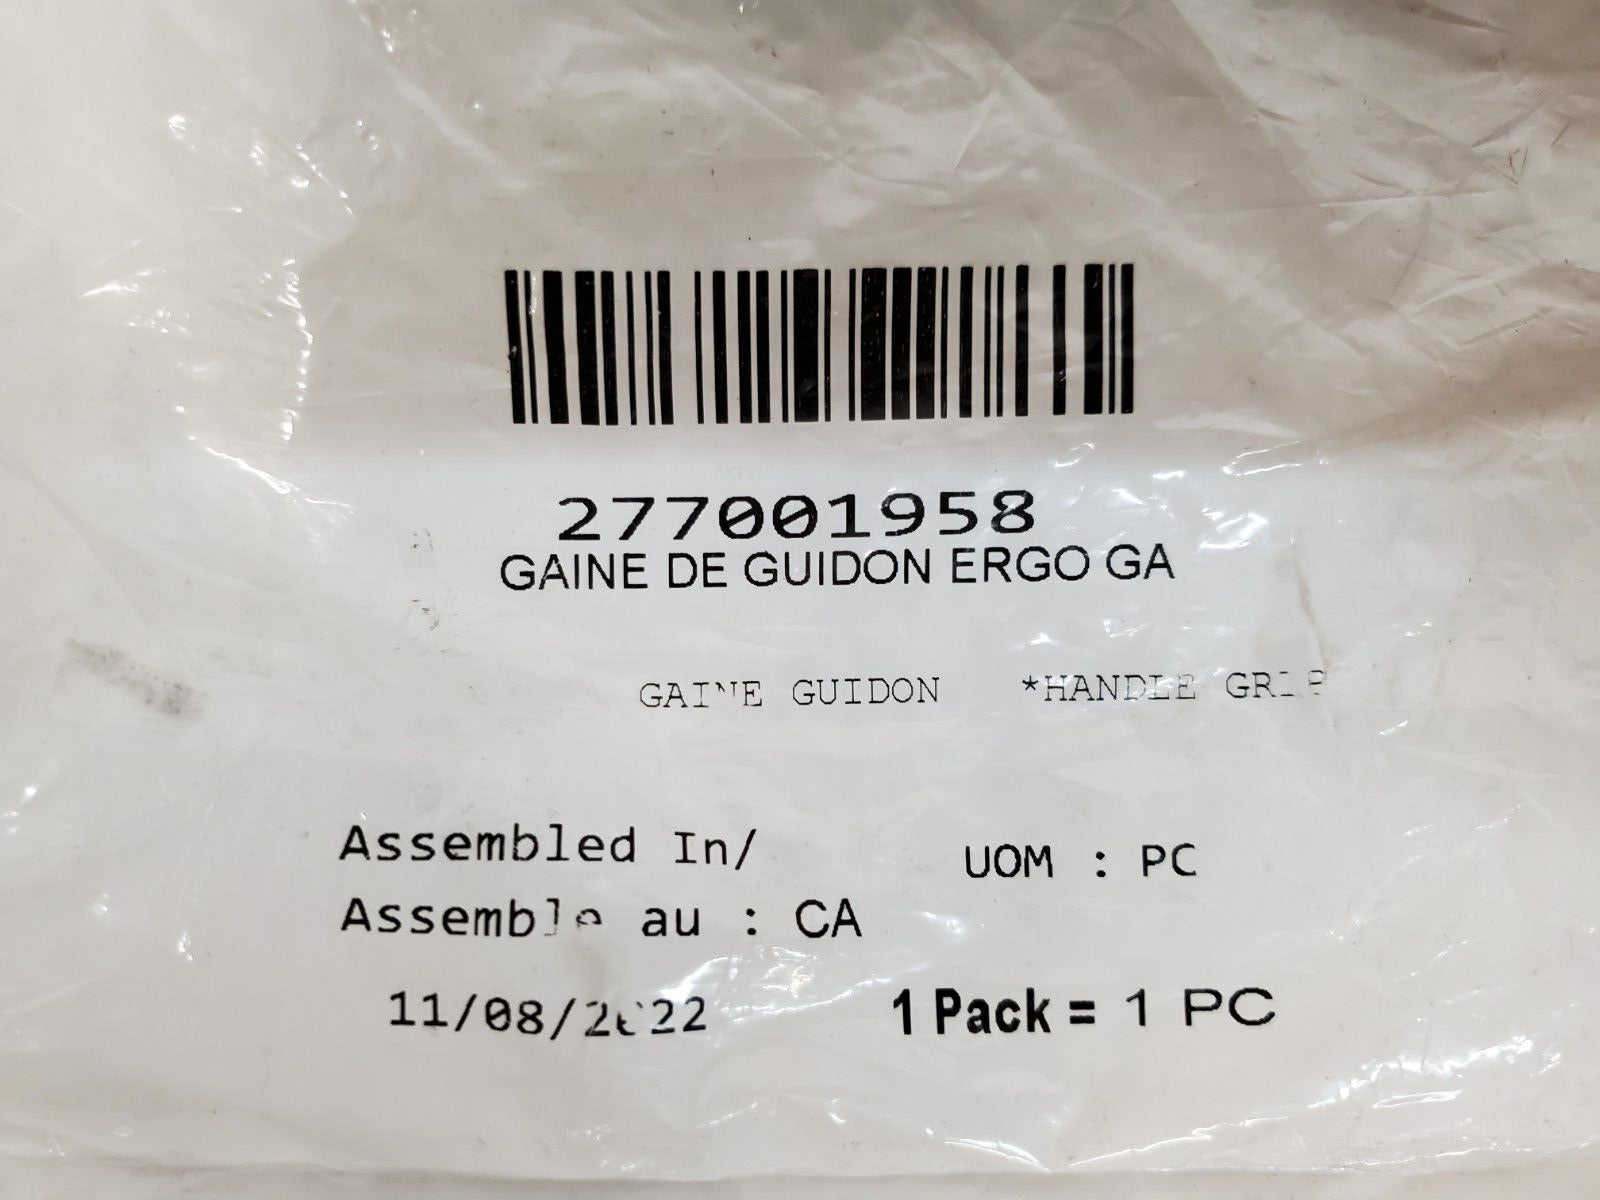 277001958
GAINE DE GUIDON ERGO GA
GAINE GUIDON *HANDLE GRIP
Assembled In/
Assemble au : CA
UOM : PC
11/08/2022
1 Pack = 1 PC